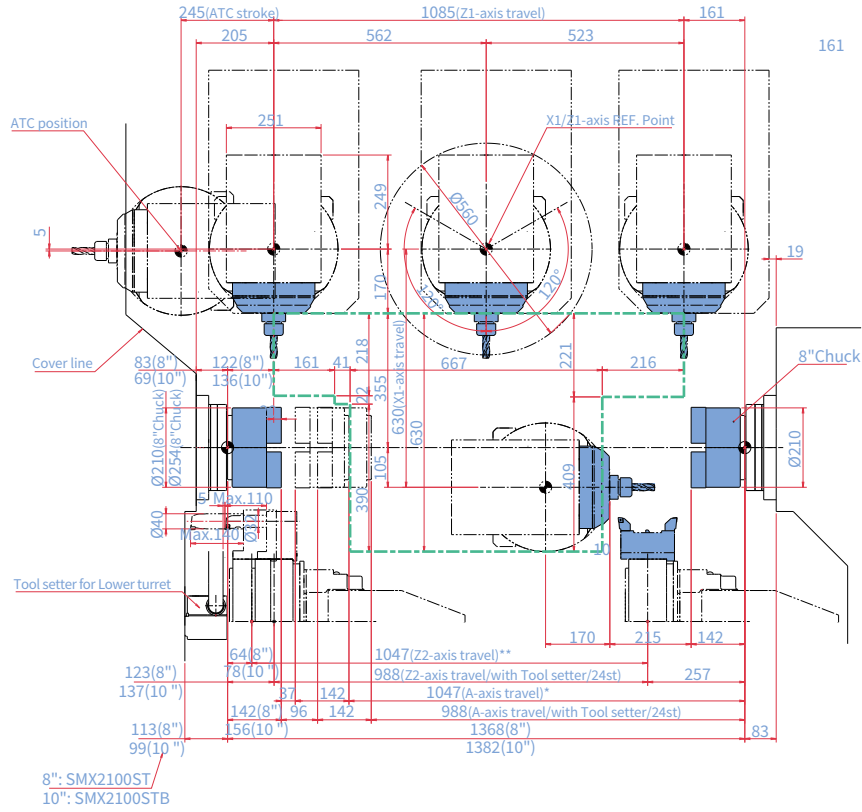 245(ATC stroke)
1085(Z1-axis travel)
161
205
562
523
161
ATC position
251
X1/Z1-axis REF. Point
249
Ø560
5
19
170
120°
120°
Cover line
83(8")
69(10")
122(8")
136(10")
161
41
218
22
355
630(X1-axis travel)
630
667
221
216
8"Chuck
Ø210(8"Chuck)
Ø254(8"Chuck)
105
390
409
Ø210
5
Max.110
Ø40
Max.140
Ø30
10
Tool setter for Lower turret
170
215
142
64(8")
78(10 ")
1047(Z2-axis travel)**
123(8")
137(10 ")
988(Z2-axis travel/with Tool setter/24st)
257
37
142
1047(A-axis travel)*
142(8")
156(10 ")
96
142
988(A-axis travel/with Tool setter/24st)
113(8")
99(10 ")
1368(8")
1382(10")
83
8": SMX2100ST
10": SMX2100STB